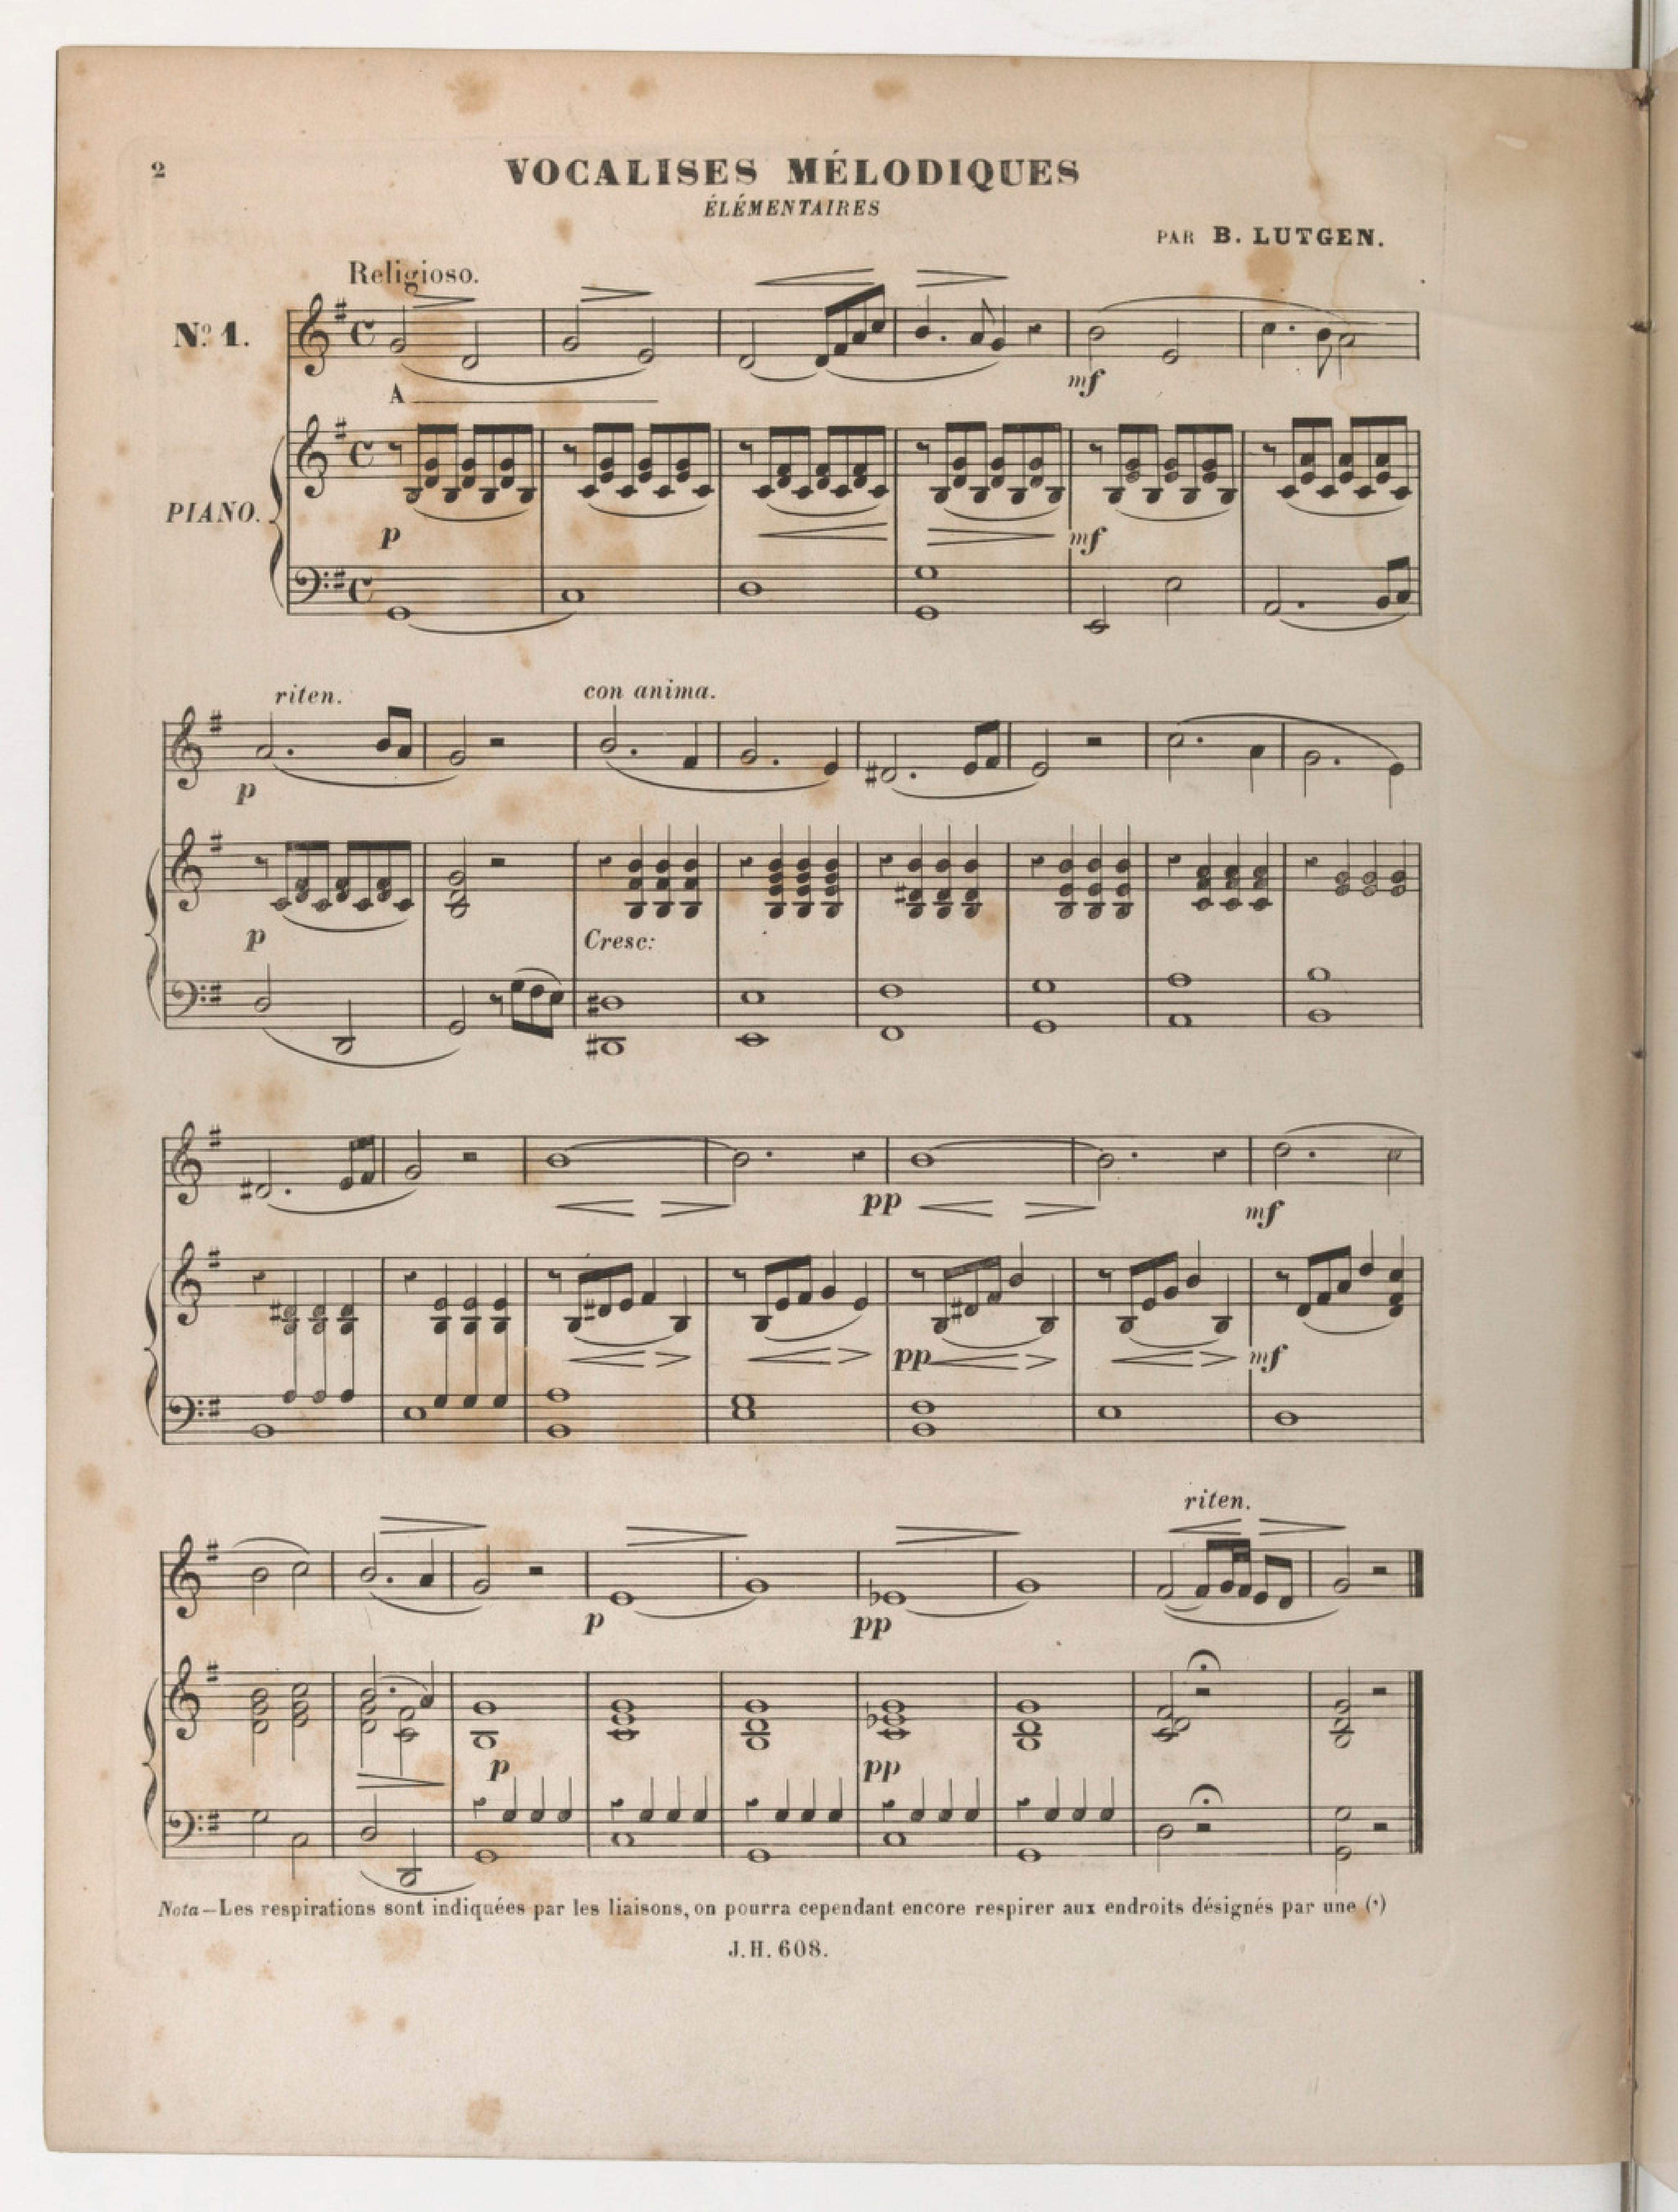 2
VOCALISES MÉLODIQUES
ÉLÉMENTAIRES
PAR B. LUTGEN.
Religioso.
Nº 1.
A
mf
PIANO.
p
mf
riten.
con anima.
p
p
Cresc:
pp
mf
pp
mf
riten.
p
pp
p
pp
Nota—Les respirations sont indiquées par les liaisons, on pourra cependant encore respirer aux endroits désignés par une (’)
J.H. 608.